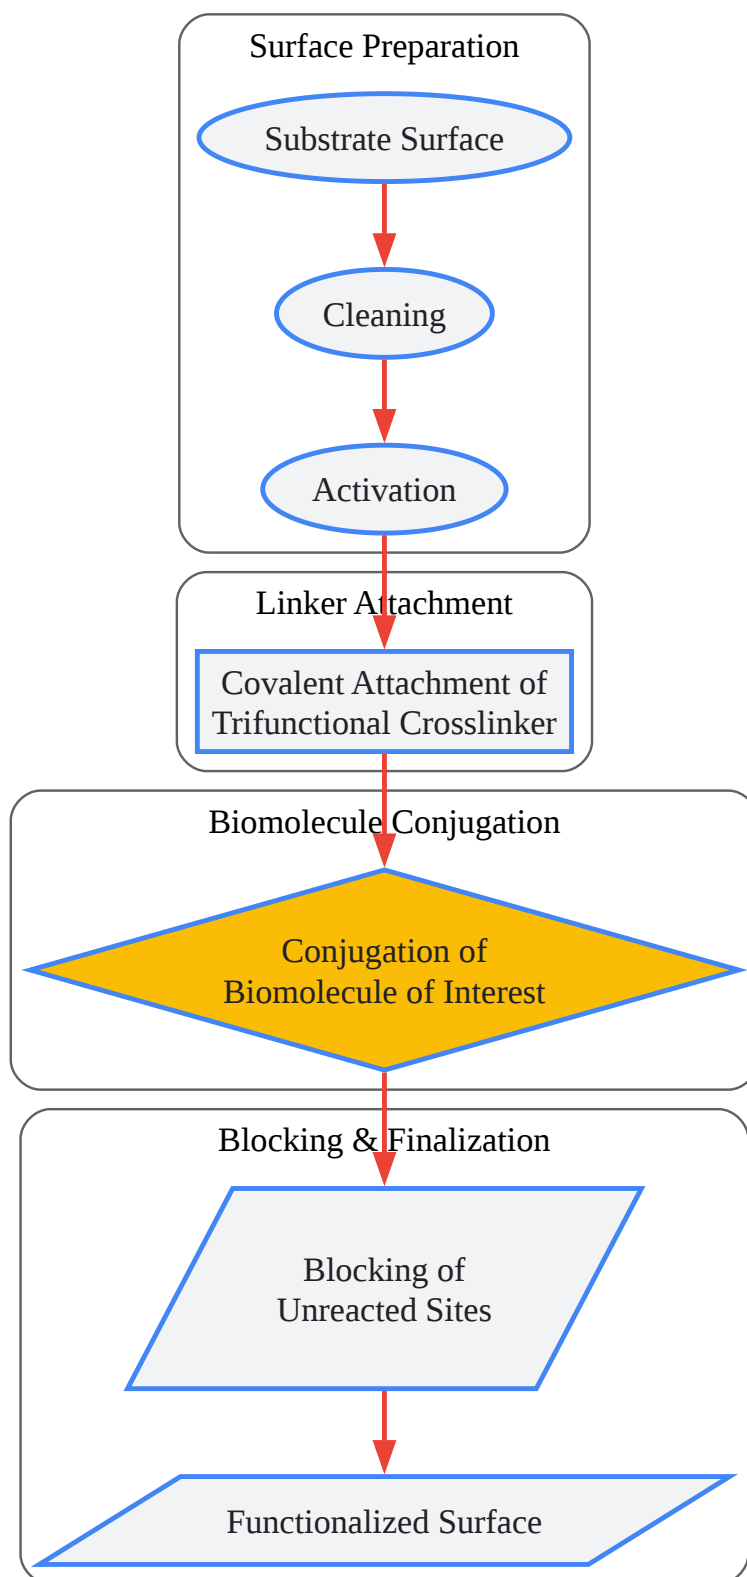 Surface Preparation
Substrate Surface
Cleaning
Activation
Linker Attachment
Covalent Attachment of
Trifunctional Crosslinker
Biomolecule Conjugation
Conjugation of
Biomolecule of Interest
Blocking & Finalization
Blocking of
Unreacted Sites
Functionalized Surface